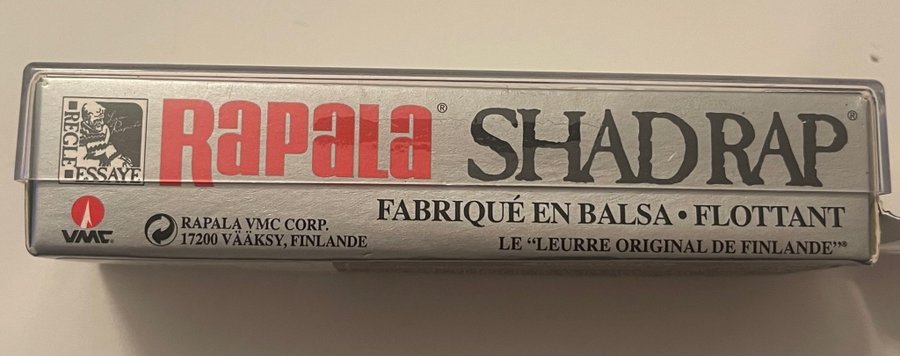 RÉGLÉ
ESSAYÉ
RAPALA® SHAD RAP®
VMC®
RAPALA VMC CORP.
17200 VÄÄKSY, FINLANDE
FABRIQUÉ EN BALSA • FLOTTANT
LE “LEURRE ORIGINAL DE FINLANDE”®